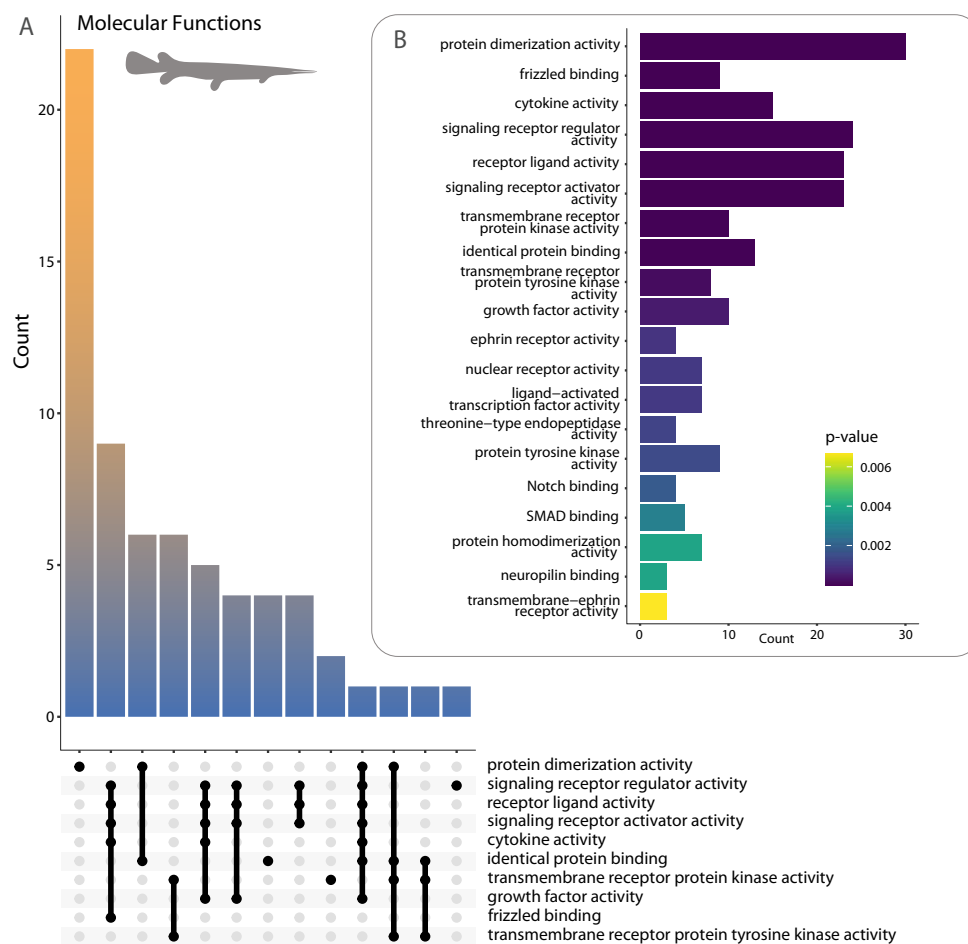 A
Molecular Functions
Count
20
15
10
5
0
protein dimerization activity
signaling receptor regulator activity
receptor ligand activity
signaling receptor activator activity
cytokine activity
identical protein binding
transmembrane receptor protein kinase activity
growth factor activity
frizzled binding
transmembrane receptor protein tyrosine kinase activity
B
protein dimerization activity
frizzled binding
cytokine activity
signaling receptor regulator
activity
receptor ligand activity
signaling receptor activator
activity
transmembrane receptor
protein kinase activity
identical protein binding
transmembrane receptor
protein tyrosine kinase
activity
growth factor activity
ephrin receptor activity
nuclear receptor activity
ligand−activated
transcription factor activity
threonine−type endopeptidase
activity
protein tyrosine kinase
activity
Notch binding
SMAD binding
protein homodimerization
activity
neuropilin binding
transmembrane−ephrin
receptor activity
0 10 20 30
Count
p-value
0.006
0.004
0.002